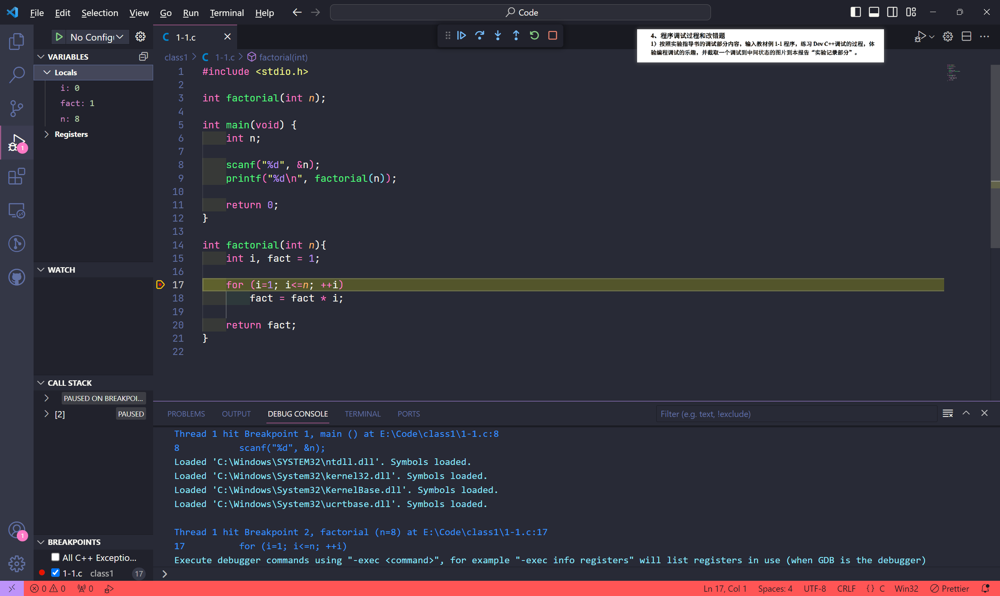 File Edit Selection View Go Run Terminal Help
Code
No Configu
1-1.c
4、程序调试过程和改错题
1）按照实验指导书的调试部分内容，输入教材例 1-1 程序，练习 Dev C++调试的过程，体
验编程调试的乐趣，并截取一个调试到中间状态的图片到本报告“实验记录部分”。
VARIABLES
Locals
i: 0
fact: 1
n: 8
Registers
WATCH
CALL STACK
PAUSED ON BREAKPOI...
[2] PAUSED
BREAKPOINTS
All C++ Exceptio...
1-1.c class1 17
1
1
class1 > C 1-1.c > factorial(int)
1 #include <stdio.h>
2
3 int factorial(int n);
4
5 int main(void) {
6 int n;
7
8 scanf("%d", &n);
9 printf("%d\n", factorial(n));
10
11 return 0;
12 }
13
14 int factorial(int n){
15 int i, fact = 1;
16
17 for (i=1; i<=n; ++i)
18 fact = fact * i;
19
20 return fact;
21 }
22
PROBLEMS OUTPUT DEBUG CONSOLE TERMINAL PORTS
Filter (e.g. text, !exclude)
Thread 1 hit Breakpoint 1, main () at E:\Code\class1\1-1.c:8
8 scanf("%d", &n);
Loaded 'C:\Windows\SYSTEM32\ntdll.dll'. Symbols loaded.
Loaded 'C:\Windows\System32\kernel32.dll'. Symbols loaded.
Loaded 'C:\Windows\System32\KernelBase.dll'. Symbols loaded.
Loaded 'C:\Windows\System32\ucrtbase.dll'. Symbols loaded.
Thread 1 hit Breakpoint 2, factorial (n=8) at E:\Code\class1\1-1.c:17
17 for (i=1; i<=n; ++i)
Execute debugger commands using "-exec <command>", for example "-exec info registers" will list registers in use (when GDB is the debugger)
>
0 0 0 Ln 17, Col 1 Spaces: 4 UTF-8 CRLF {} C Win32 Prettier